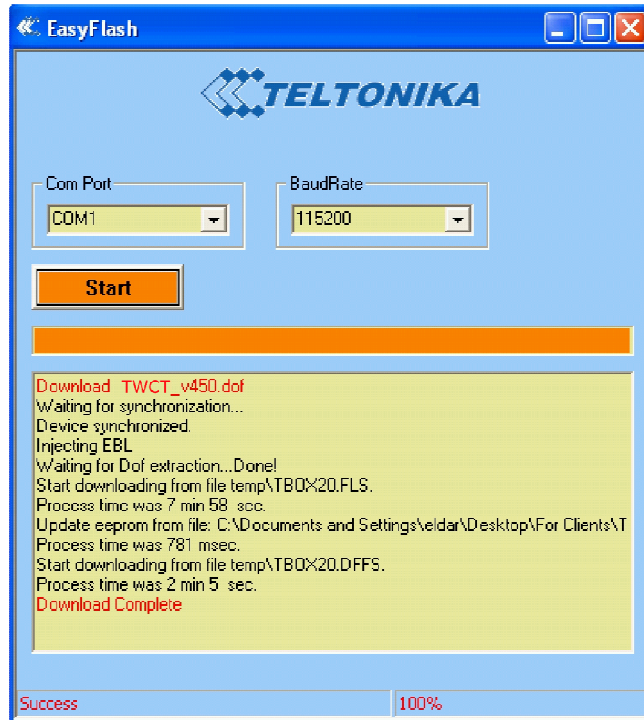 EasyFlash
TELTONIKA
Com Port
BaudRate
COM1
115200
Start
Download TWCT_v450.dof
Waiting for synchronization...
Device synchronized.
Injecting EBL
Waiting for Dof extraction...Done!
Start downloading from file temp\TBOX20.FLS.
Process time was 7 min 58 sec.
Update eeprom from file: C:\Documents and Settings\eldar\Desktop\For Clients\T
Process time was 781 msec.
Start downloading from file temp\TBOX20.DFFS.
Process time was 2 min 5 sec.
Download Complete
Success
100%